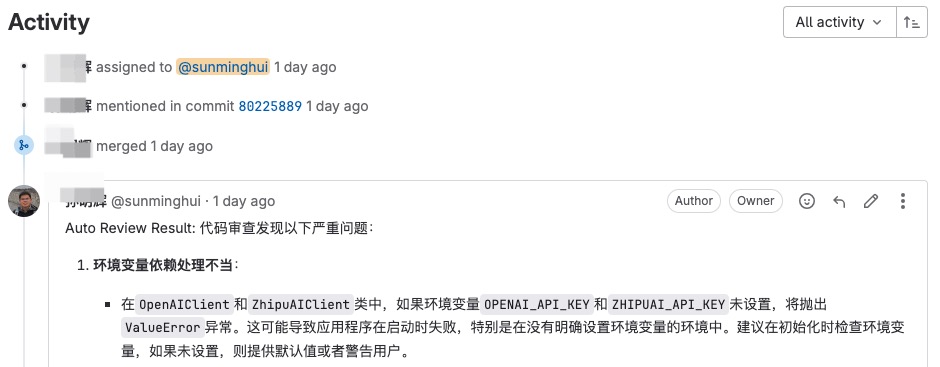 Activity
All activity
assigned to @sunminghui 1 day ago
mentioned in commit 80225889 1 day ago
merged 1 day ago
@sunminghui · 1 day ago
Author
Owner
Auto Review Result: 代码审查发现以下严重问题：
1. 环境变量依赖处理不当：
在 OpenAIClient 和 ZhipuAIClient 类中，如果环境变量 OPENAI_API_KEY 和 ZHIPUAI_API_KEY 未设置，将抛出
ValueError 异常。这可能导致应用程序在启动时失败，特别是在没有明确设置环境变量的环境中。建议在初始化时检查环境变
量，如果未设置，则提供默认值或者警告用户。